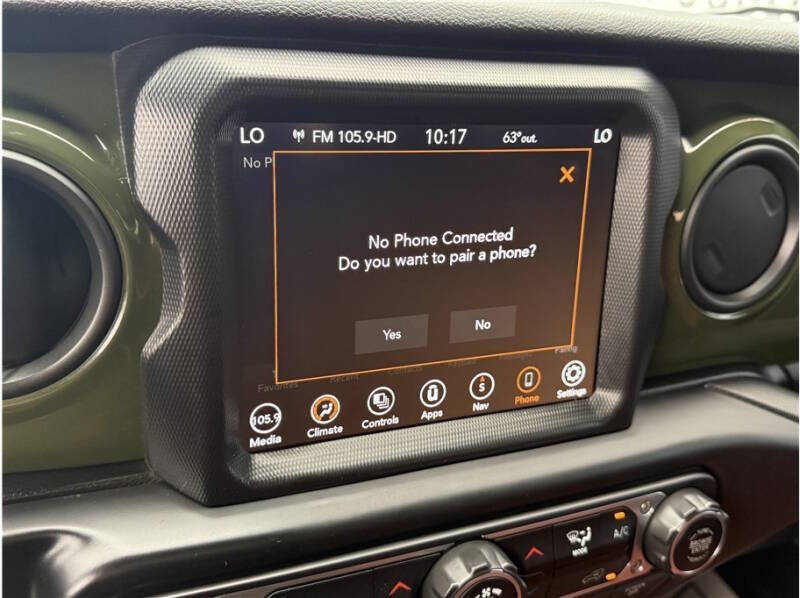 LO FM 105.9-HD 10:17 63°out. LO
No P
X
No Phone Connected
Do you want to pair a phone?
Yes No
Favorites Recent Contacts Pairing
105.9 S
Media Climate Controls Apps Nav Phone Settings
MODE A/C